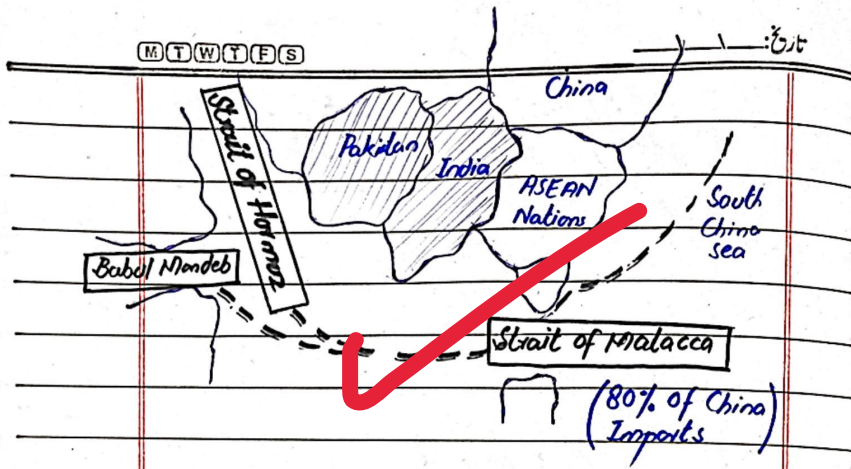 M T W T F S
تاریخ:
China
Strait of Hormoz
Pakistan
India
ASEAN
Nations
South
China
sea
Babul Mandeb
Strait of Malacca
(80% of China
Imports)